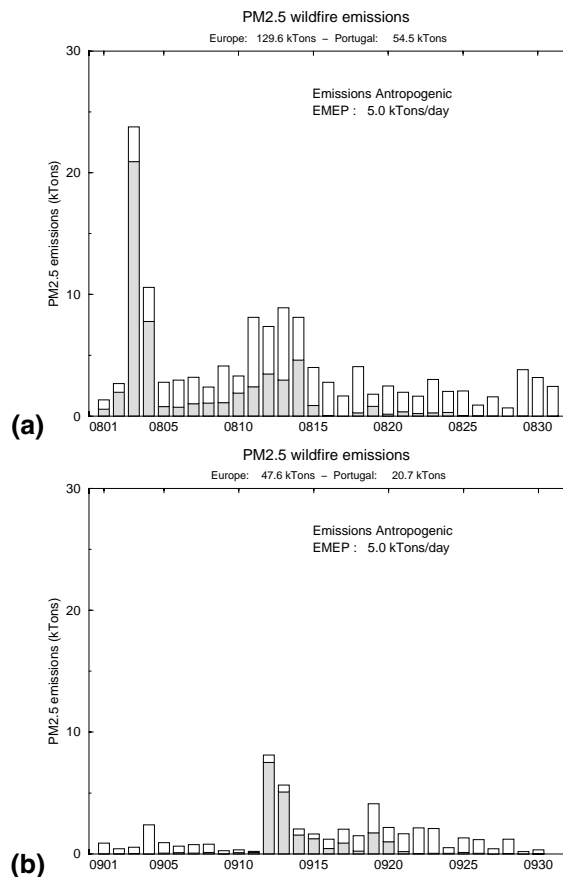 PM2.5 wildfire emissions
Europe: 129.6 kTons − Portugal: 54.5 kTons
30
Emissions Antropogenic
EMEP : 5.0 kTons/day
20
PM2.5 emissions (kTons)
10
0
(a)
0801 0805 0810 0815 0820 0825 0830
PM2.5 wildfire emissions
Europe: 47.6 kTons − Portugal: 20.7 kTons
30
Emissions Antropogenic
EMEP : 5.0 kTons/day
20
PM2.5 emissions (kTons)
10
0
(b)
0901 0905 0910 0915 0920 0925 0930